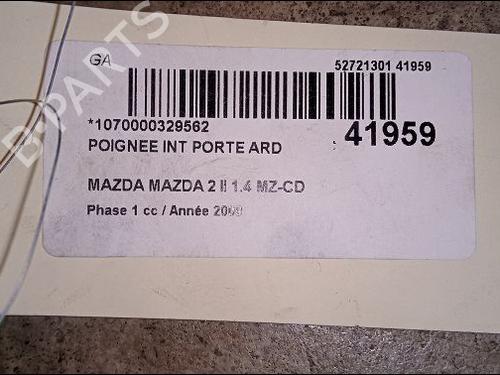 B-PARTS
GA
52721301 41959
*1070000329562
41959
POIGNEE INT PORTE ARD
MAZDA MAZDA 2 II 1.4 MZ-CD
Phase 1 cc / Année